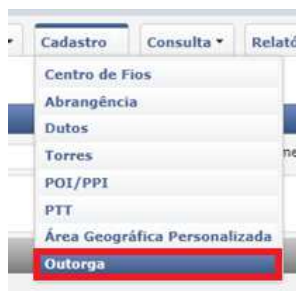 Cadastro Consulta Relató
Centro de Fios
Abrangência
Dutos
Torres
POI/PPI
PTT
Área Geográfica Personalizada
Outorga